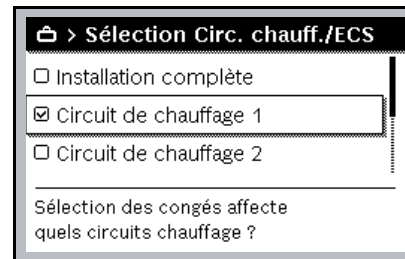 > Sélection Circ. chauff./ECS
Installation complète
Circuit de chauffage 1
Circuit de chauffage 2
Sélection des congés affecte
quels circuits chauffage ?